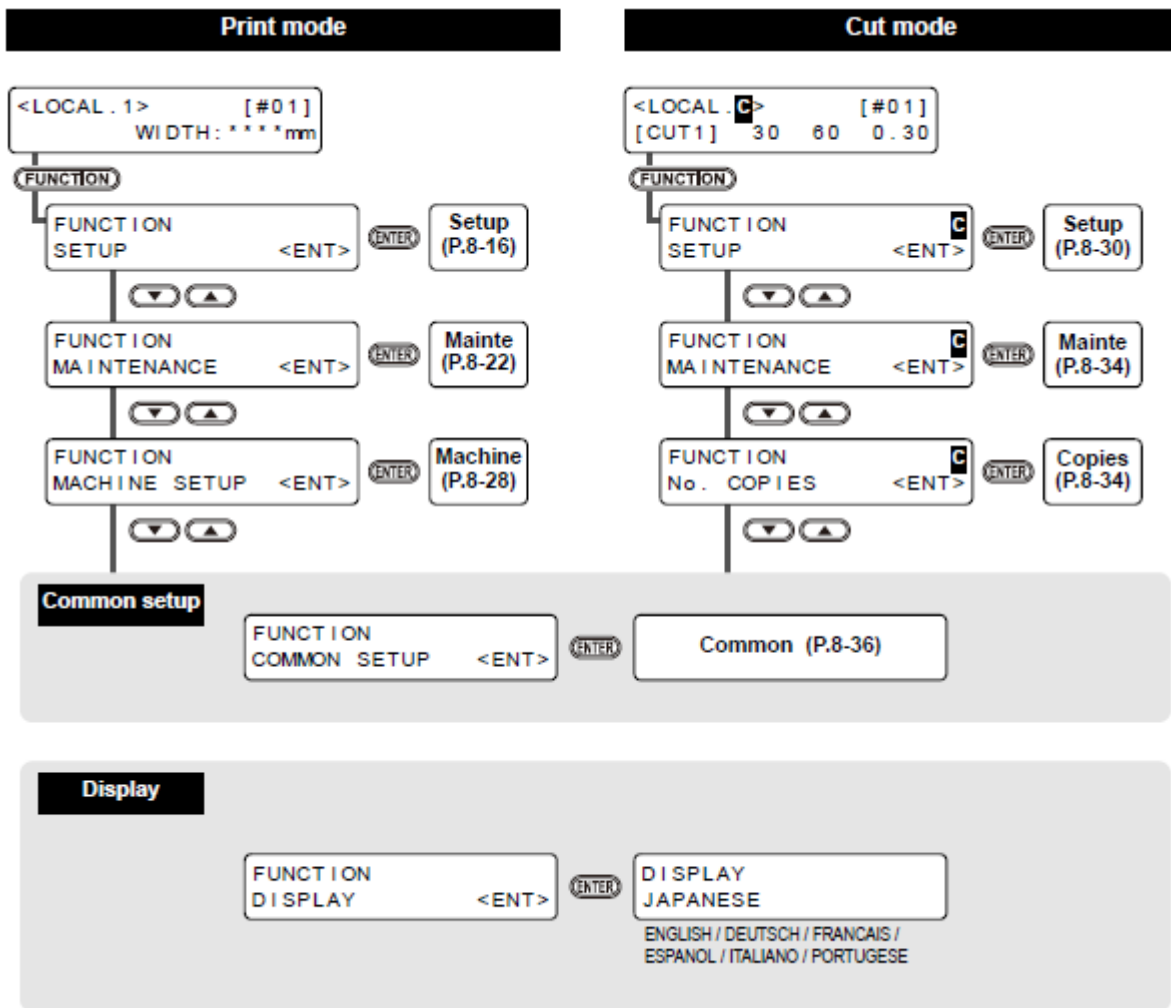 Print mode
<LOCAL.1> [#01]
WIDTH:****mm
FUNCTION
FUNCTION
SETUP <ENT>
ENTER
Setup
(P.8-16)
FUNCTION
MAINTENANCE <ENT>
ENTER
Mainte
(P.8-22)
FUNCTION
MACHINE SETUP <ENT>
ENTER
Machine
(P.8-28)
Cut mode
<LOCAL.C> [#01]
[CUT1] 30 60 0.30
FUNCTION
FUNCTION C
SETUP <ENT>
ENTER
Setup
(P.8-30)
FUNCTION C
MAINTENANCE <ENT>
ENTER
Mainte
(P.8-34)
FUNCTION C
No. COPIES <ENT>
ENTER
Copies
(P.8-34)
Common setup
FUNCTION
COMMON SETUP <ENT>
ENTER
Common (P.8-36)
Display
FUNCTION
DISPLAY <ENT>
ENTER
DISPLAY
JAPANESE
ENGLISH / DEUTSCH / FRANCAIS /
ESPANOL / ITALIANO / PORTUGESE